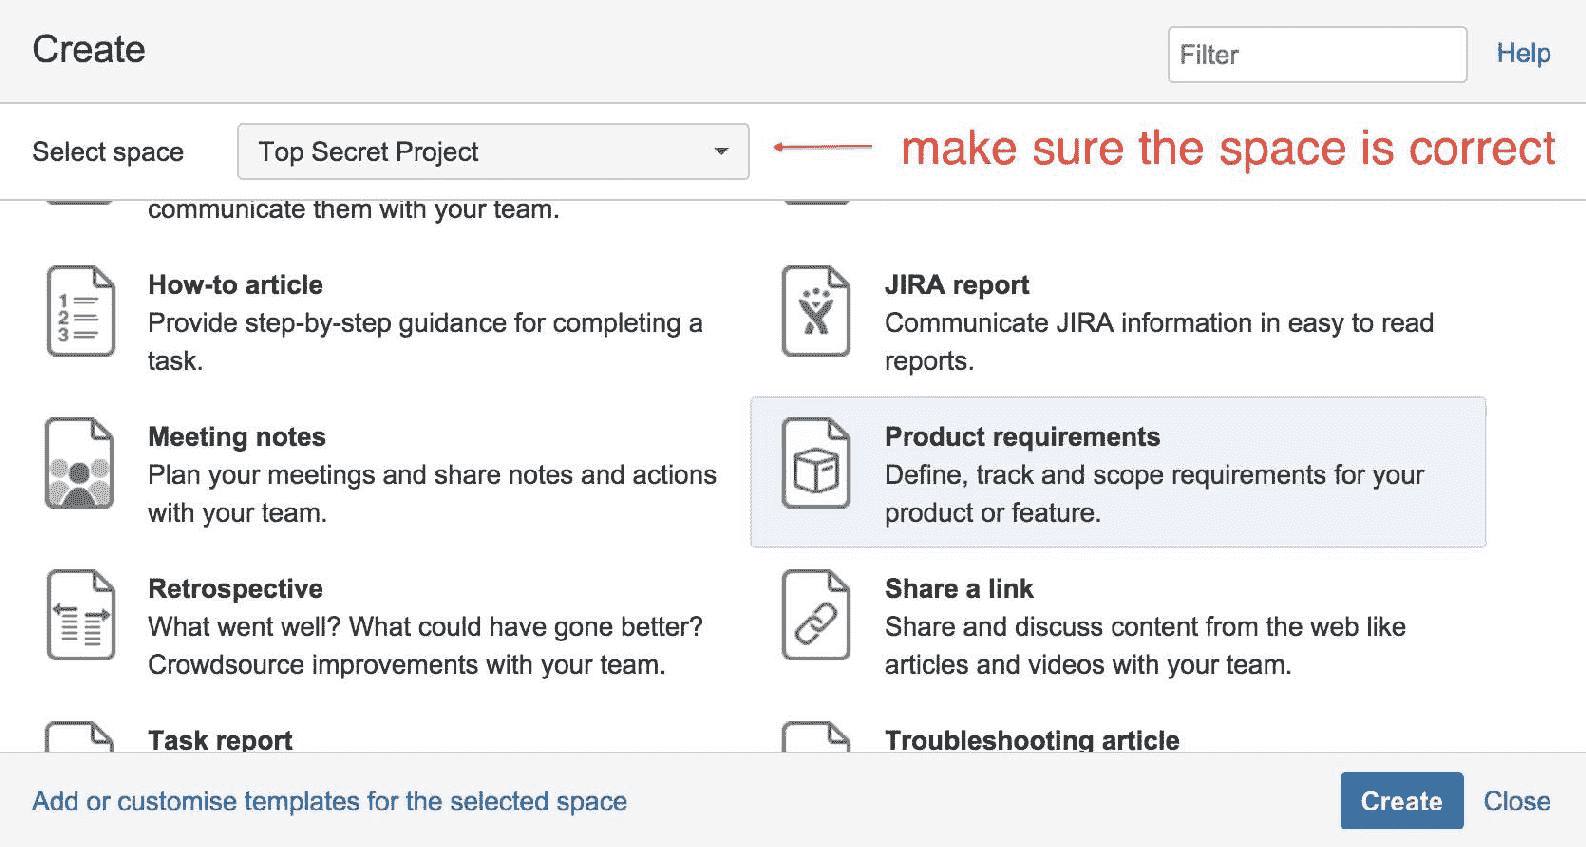 Create
Filter
Help
Select space
Top Secret Project
make sure the space is correct
communicate them with your team.
How-to article
Provide step-by-step guidance for completing a
task.
JIRA report
Communicate JIRA information in easy to read
reports.
1
2
3
Meeting notes
Plan your meetings and share notes and actions
with your team.
Product requirements
Define, track and scope requirements for your
product or feature.
Retrospective
What went well? What could have gone better?
Crowdsource improvements with your team.
Share a link
Share and discuss content from the web like
articles and videos with your team.
Task report
Troubleshooting article
Add or customise templates for the selected space
Create
Close